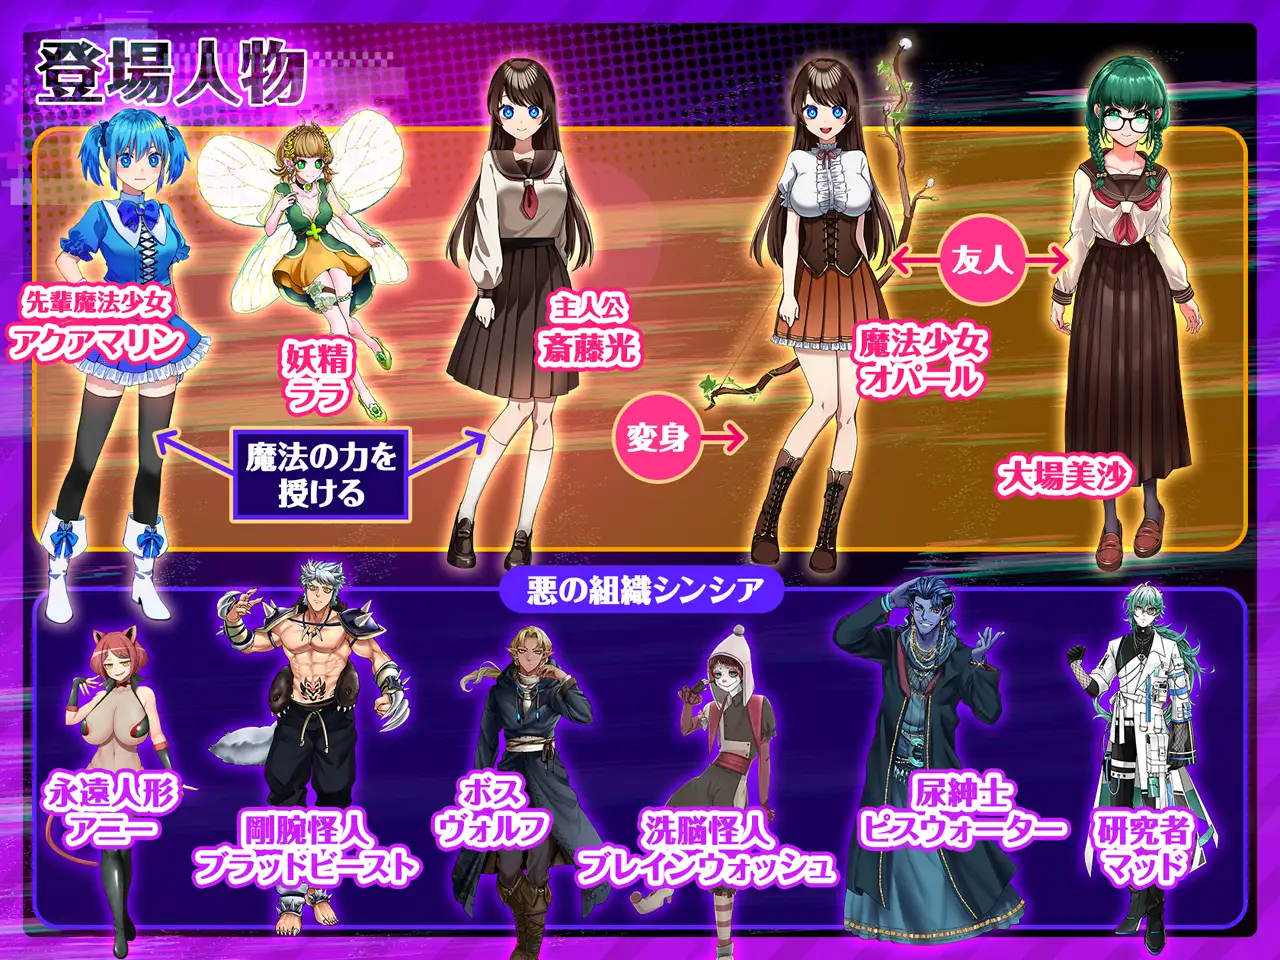 登場人物
先輩魔法少女
アクアマリン
妖精
ララ
主人公
斎藤光
魔法少女
オパール
友人
大場美沙
変身
魔法の力を
授ける
悪の組織シンシア
永遠人形
アニー
剛腕怪人
ブラッドビースト
ボス
ヴォルフ
洗脳怪人
ブレインウォッシュ
尿紳士
ピスウォーター
研究者
マッド